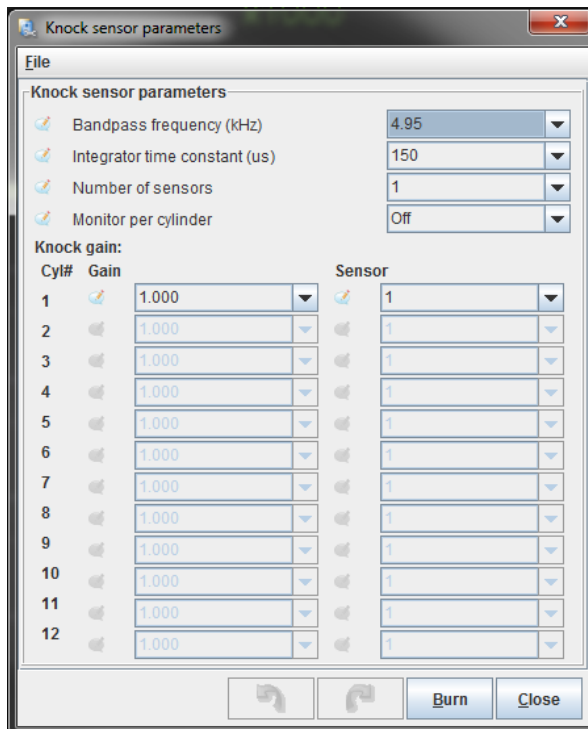 Knock sensor parameters
File
Knock sensor parameters
Bandpass frequency (kHz) 4.95
Integrator time constant (us) 150
Number of sensors 1
Monitor per cylinder Off
Knock gain:
Cyl# Gain Sensor
1 1.000 1
2 1.000 1
3 1.000 1
4 1.000 1
5 1.000 1
6 1.000 1
7 1.000 1
8 1.000 1
9 1.000 1
10 1.000 1
11 1.000 1
12 1.000 1
Burn Close